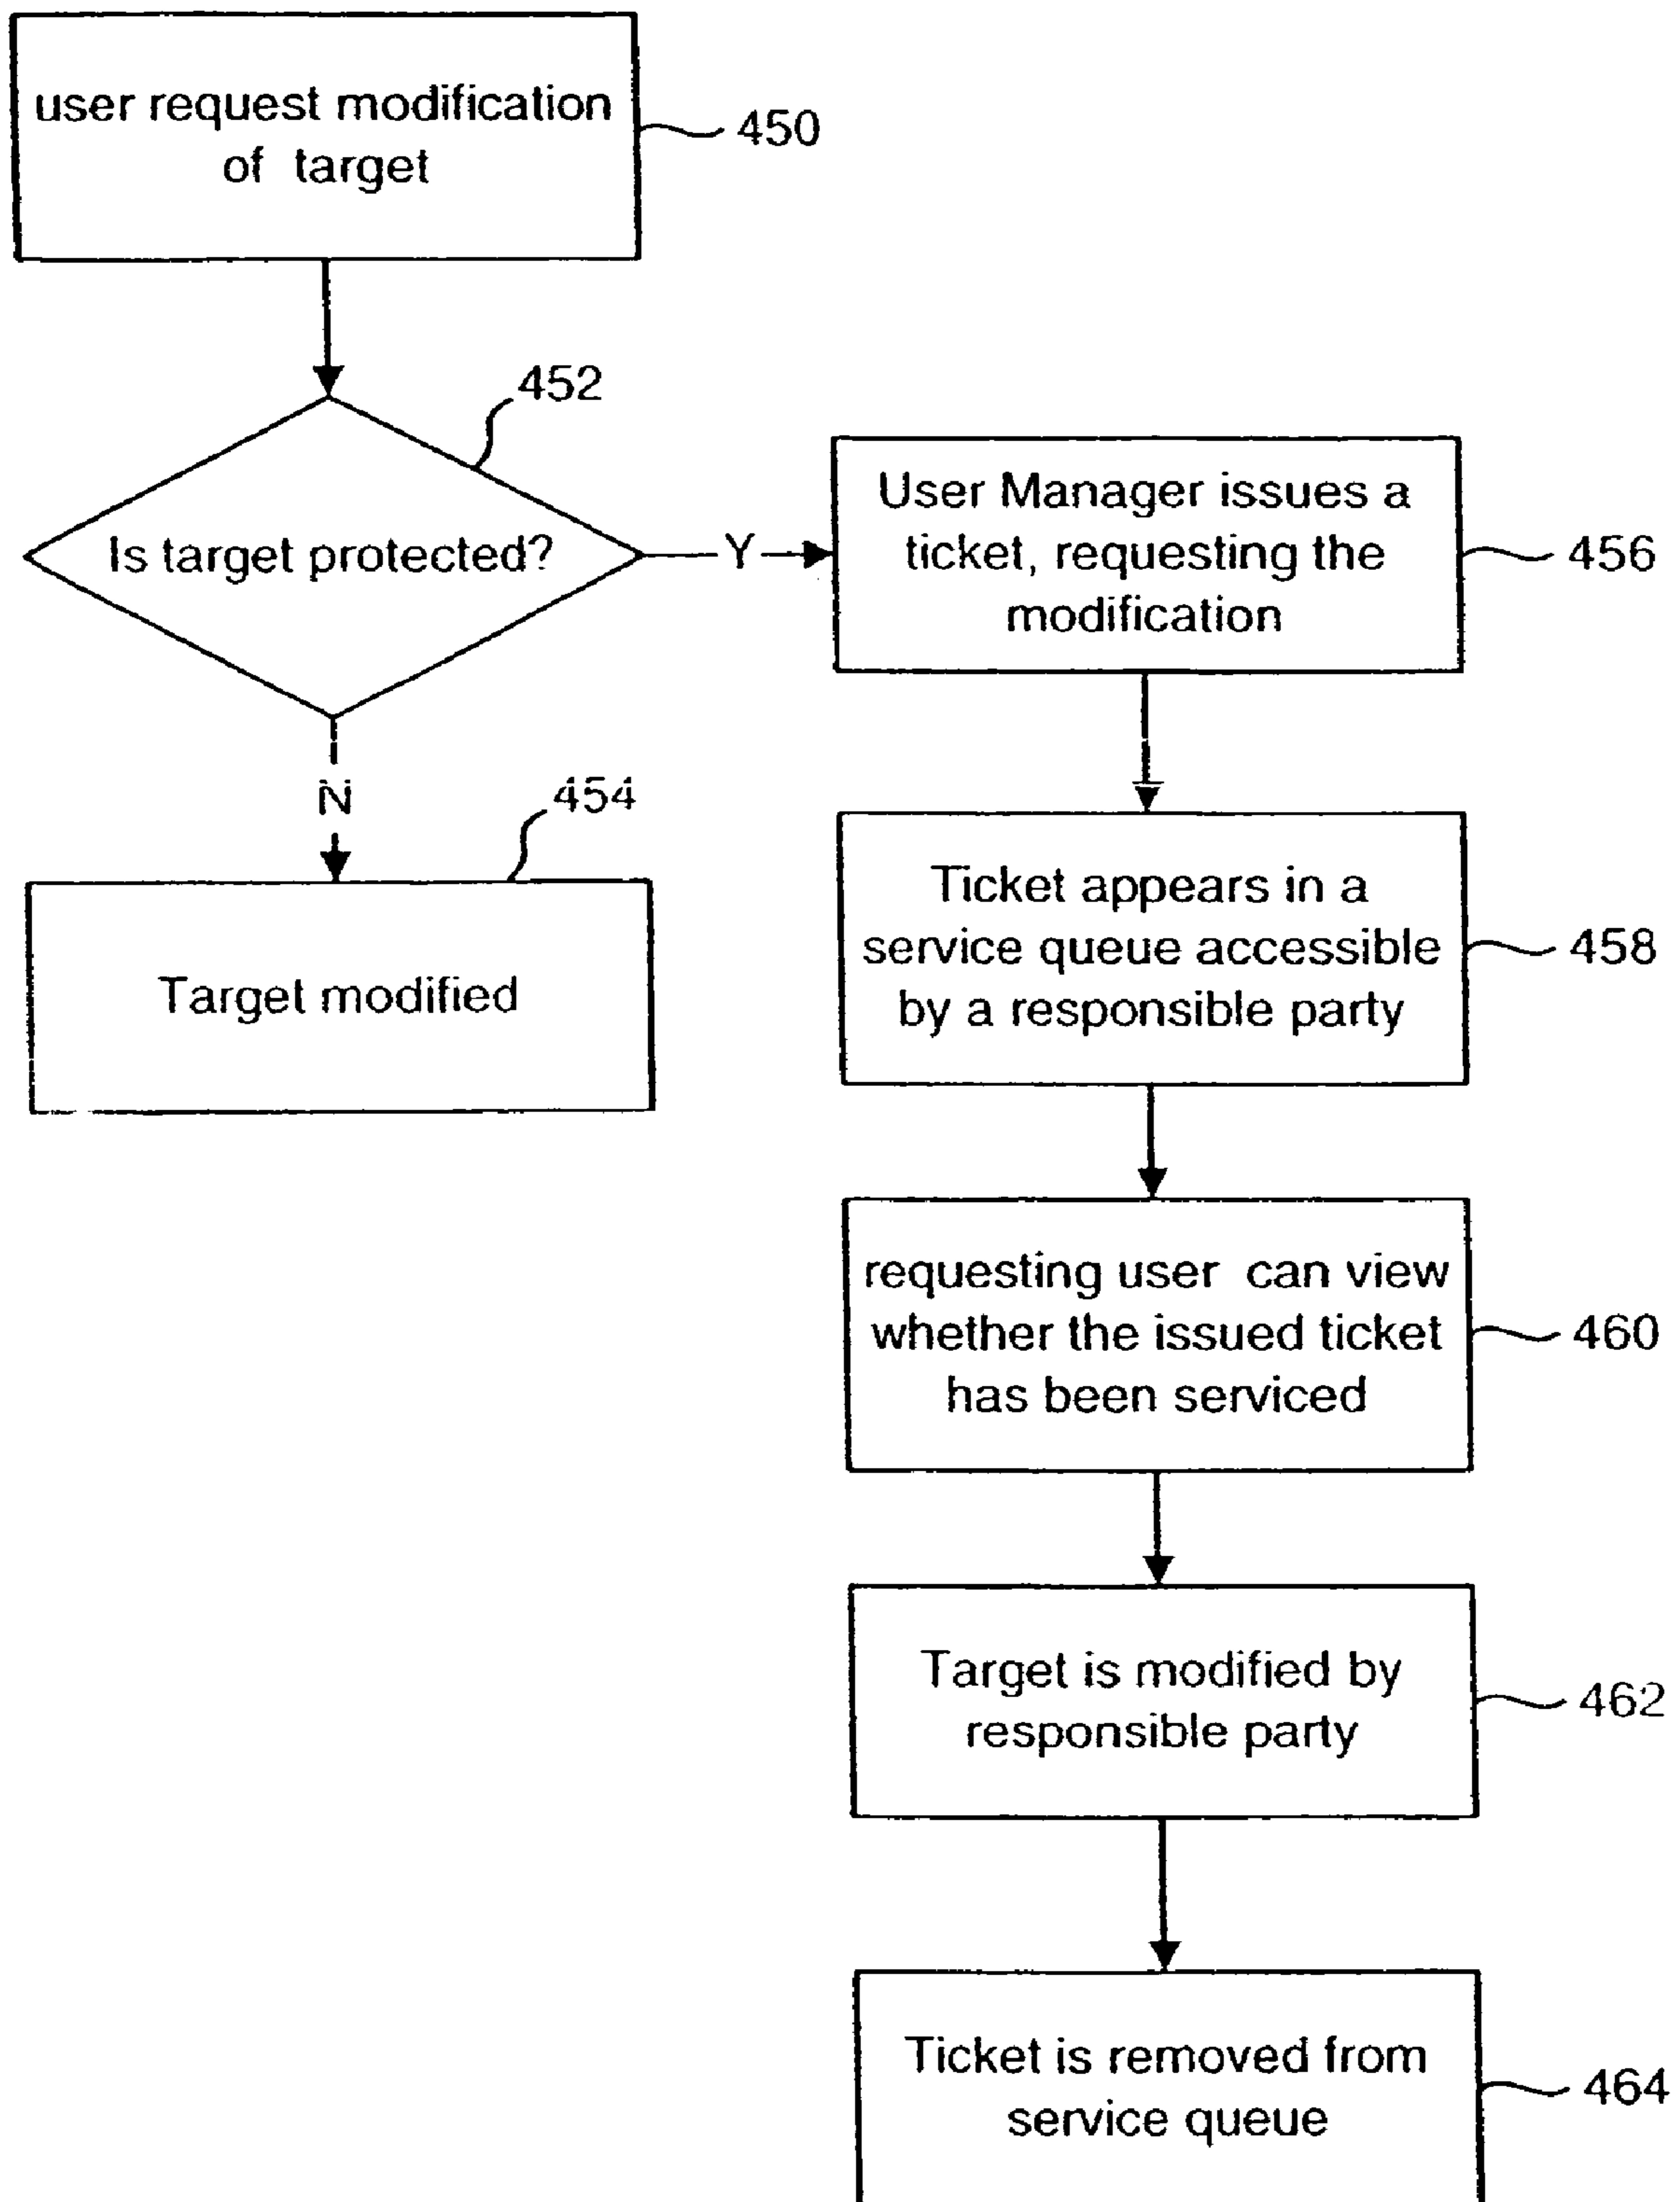 user request modification
of target
450
452
Is target protected?
Y
N
454
Target modified
User Manager issues a
ticket, requesting the
modification
456
Ticket appears in a
service queue accessible
by a responsible party
458
requesting user can view
whether the issued ticket
has been serviced
460
Target is modified by
responsible party
462
Ticket is removed from
service queue
464